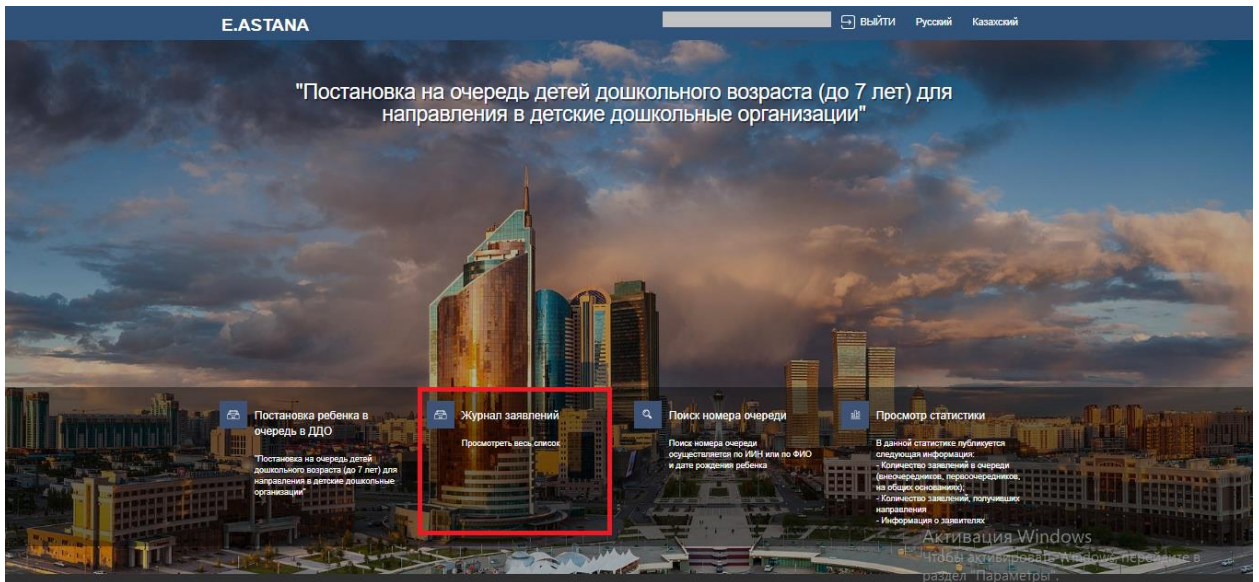 E.ASTANA
ВЫЙТИ Русский Казахский
"Постановка на очередь детей дошкольного возраста (до 7 лет) для
направления в детские дошкольные организации"
Постановка ребенка в
очередь в ДДО
"Постановка на очередь детей
дошкольного возраста (до 7 лет) для
направления в детские дошкольные
организации"
Журнал заявлений
Просмотреть весь список
Поиск номера очереди
Поиск номера очереди
осуществляется по ИИН или по ФИО
и дате рождения ребенка
Просмотр статистики
В данной статистике публикуется
следующая информация:
- Количество заявлений в очереди
(внеочередников, первоочередников,
на общих основаниях);
- Количество заявлений, получивших
направления
- Информация о заявителях
Активация Windows
Чтобы активировать Windows, перейдите в
раздел "Параметры".